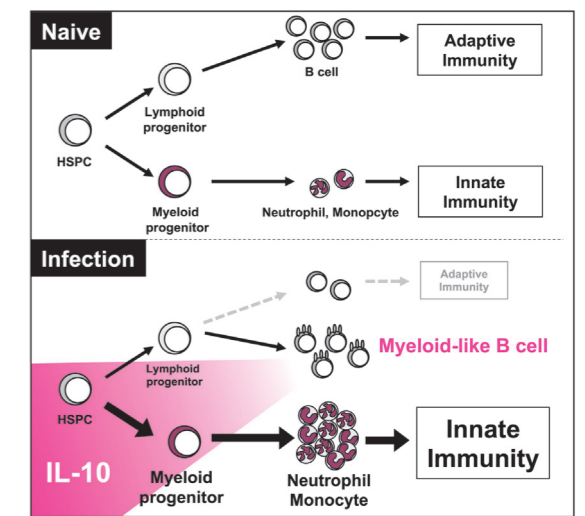 Naive
B cell
Adaptive
Immunity
Lymphoid
progenitor
HSPC
Myeloid
progenitor
Neutrophil, Monopcyte
Innate
Immunity
Infection
Adaptive
Immunity
Myeloid-like B cell
Lymphoid
progenitor
HSPC
IL-10
Myeloid
progenitor
Neutrophil
Monocyte
Innate
Immunity